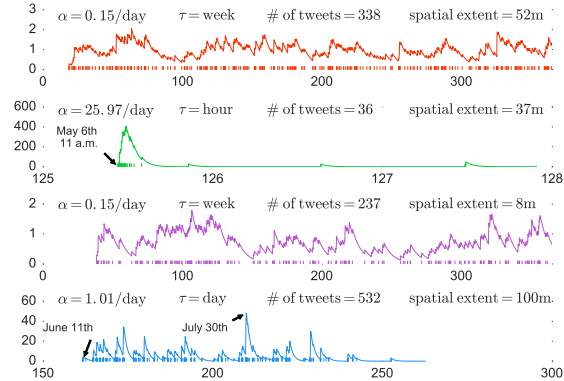 3 α = 0.15/day τ = week # of tweets = 338 spatial extent = 52m
2
1
0
0 100 200 300
600 α = 25.97/day τ = hour # of tweets = 36 spatial extent = 37m
400
May 6th
11 a.m.
200
0
125 126 127 128
2 α = 0.15/day τ = week # of tweets = 237 spatial extent = 8m
1
0
0 100 200 300
60 α = 1.01/day τ = day # of tweets = 532 spatial extent = 100m
40
June 11th July 30th
20
0
150 200 250 300